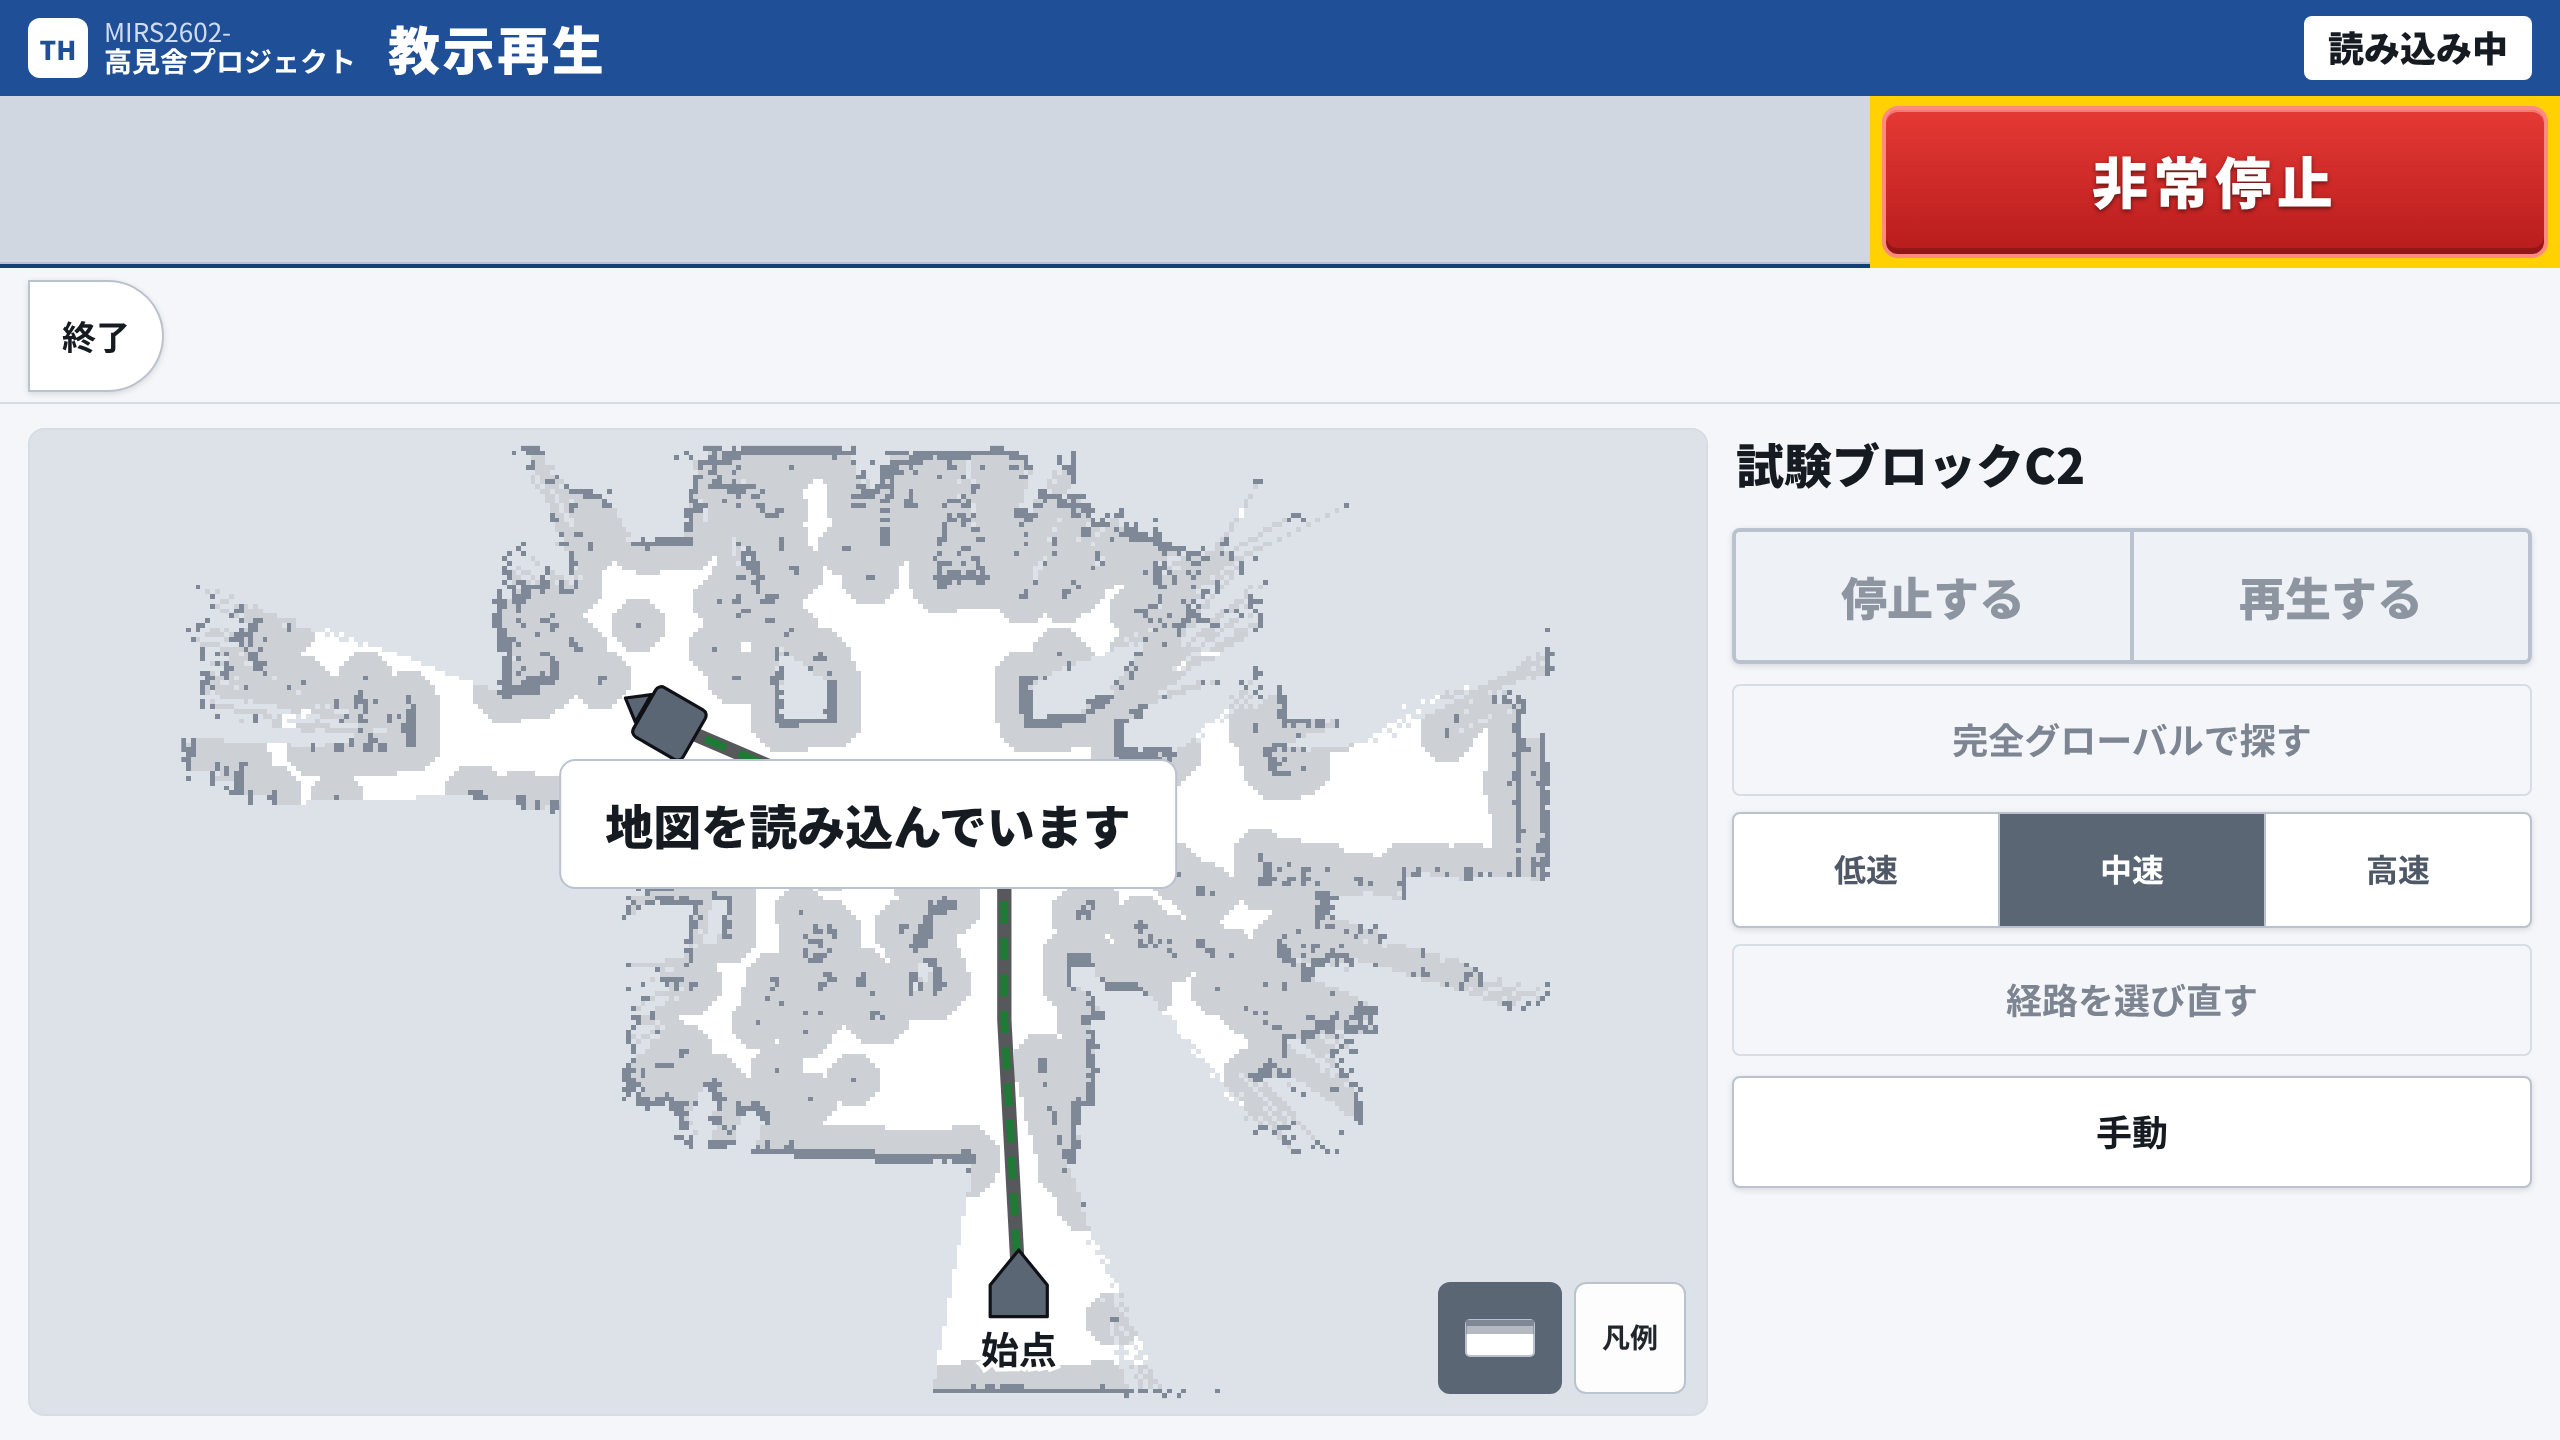 TH
MIRS2602-
高見舎プロジェクト
教示再生
読み込み中
非常停止
終了
試験ブロックC2
停止する
再生する
完全グローバルで探す
地図を読み込んでいます
低速
中速
高速
経路を選び直す
手動
始点
凡例